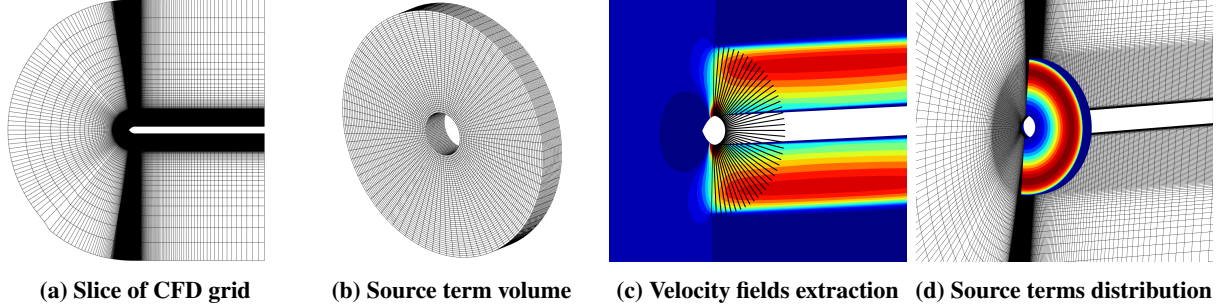 (a) Slice of CFD grid
(b) Source term volume
(c) Velocity fields extraction
(d) Source terms distribution